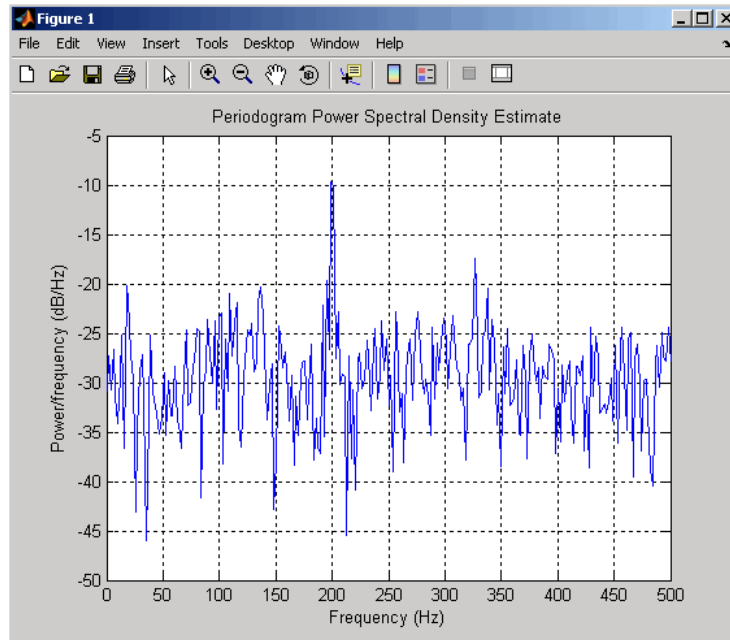 Figure 1
File Edit View Insert Tools Desktop Window Help
Periodogram Power Spectral Density Estimate
-5
-10
-15
-20
-25
-30
-35
-40
-45
-50
Power/frequency (dB/Hz)
0 50 100 150 200 250 300 350 400 450 500
Frequency (Hz)